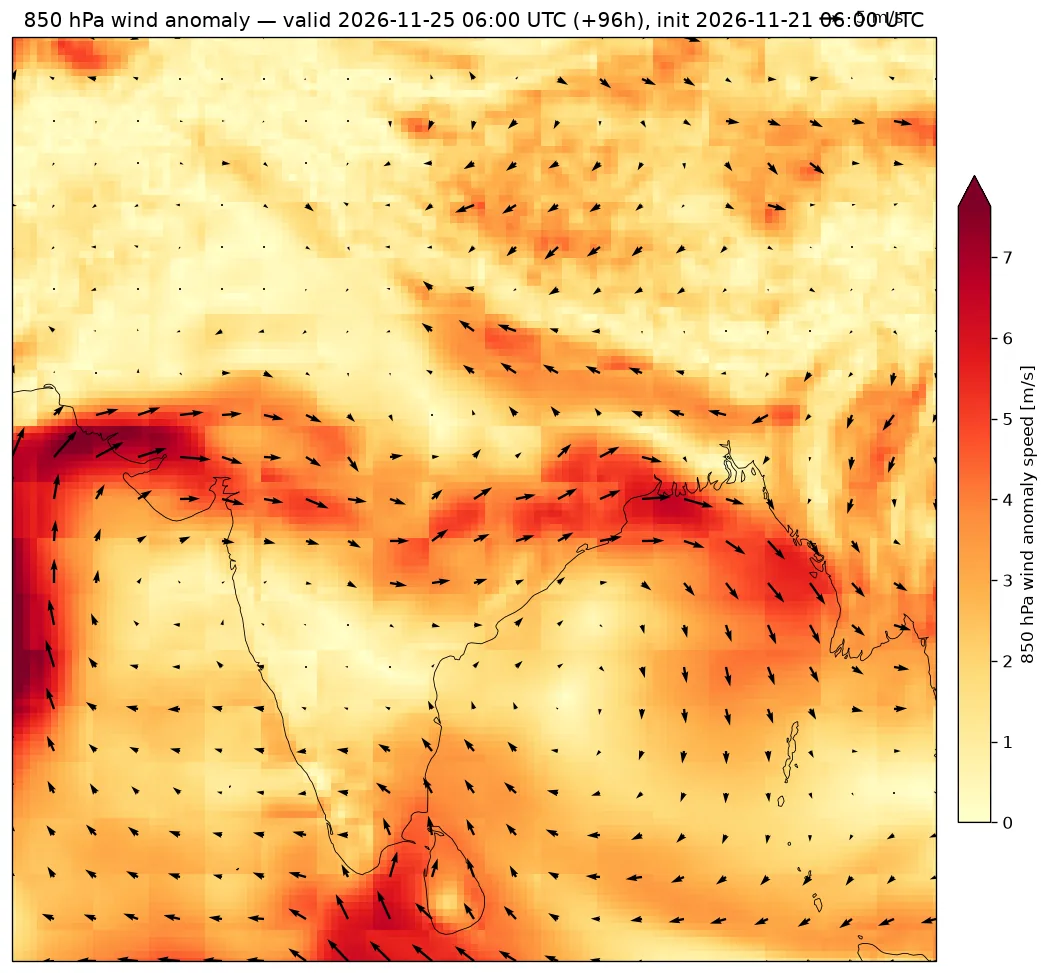 850 hPa wind anomaly — valid 2026-11-25 06:00 UTC (+96h), init 2026-11-21 06:00 UTC
5 m/s
7
6
5
4
3
2
1
0
850 hPa wind anomaly speed [m/s]